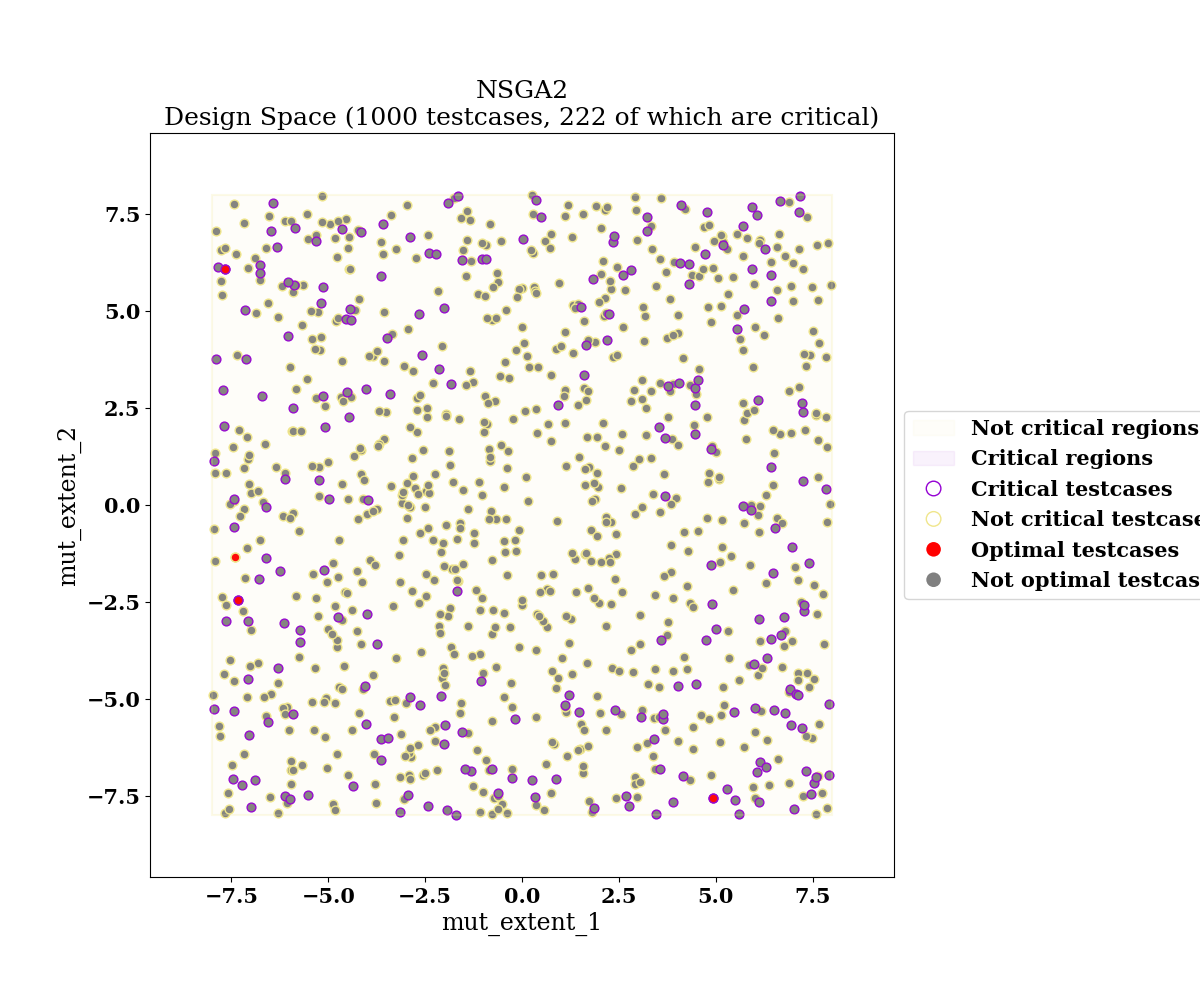 NSGA2
Design Space (1000 testcases, 222 of which are critical)
mut_extent_2
7.5
5.0
2.5
0.0
−2.5
−5.0
−7.5
−7.5
−5.0
−2.5
0.0
2.5
5.0
7.5
mut_extent_1
Not critical regions
Critical regions
Critical testcases
Not critical testcase
Optimal testcases
Not optimal testcas